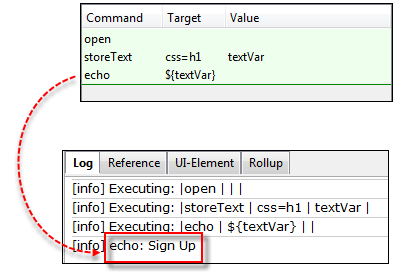 Command Target Value
open
storeText css=h1 textVar
echo ${textVar}
Log Reference UI-Element Rollup
[info] Executing: |open | | |
[info] Executing: |storeText | css=h1 | textVar |
[info] Executing: |echo | ${textVar} | |
[info] echo: Sign Up